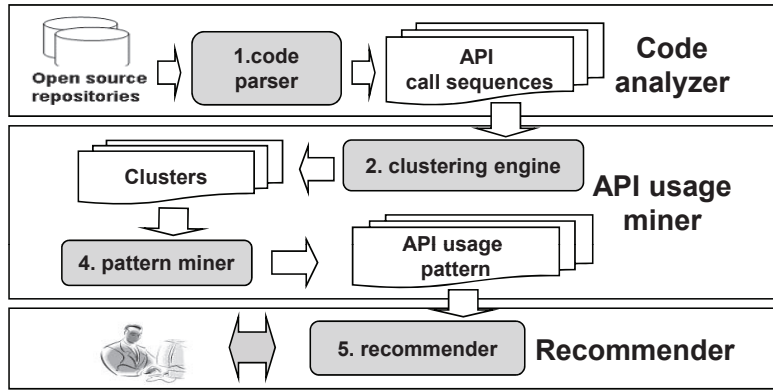 Open source
repositories
1.code
parser
API
call sequences
Code
analyzer
2. clustering engine
Clusters
API usage
miner
4. pattern miner
API usage
pattern
5. recommender
Recommender